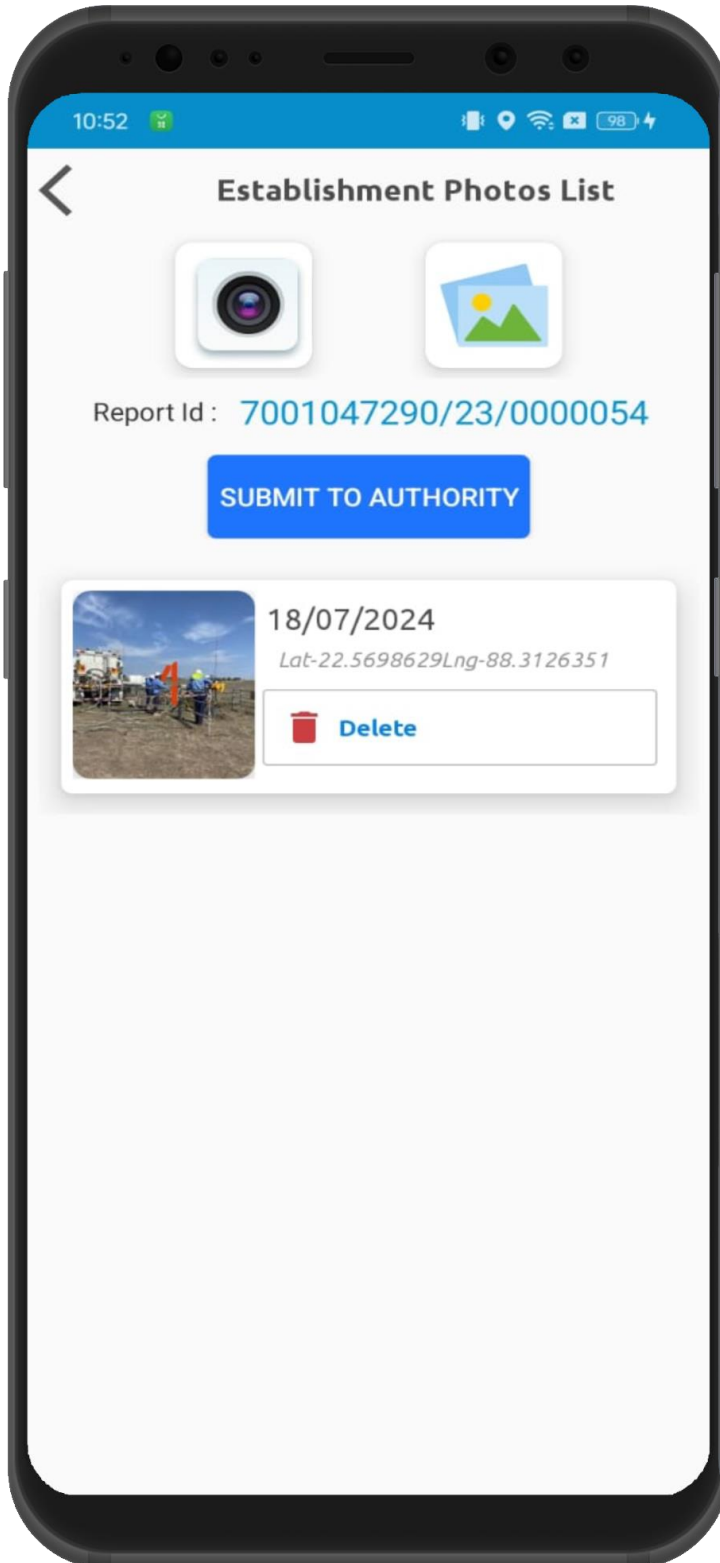 10:52
98
Establishment Photos List
Report Id : 7001047290/23/0000054
SUBMIT TO AUTHORITY
18/07/2024
Lat-22.5698629Lng-88.3126351
Delete